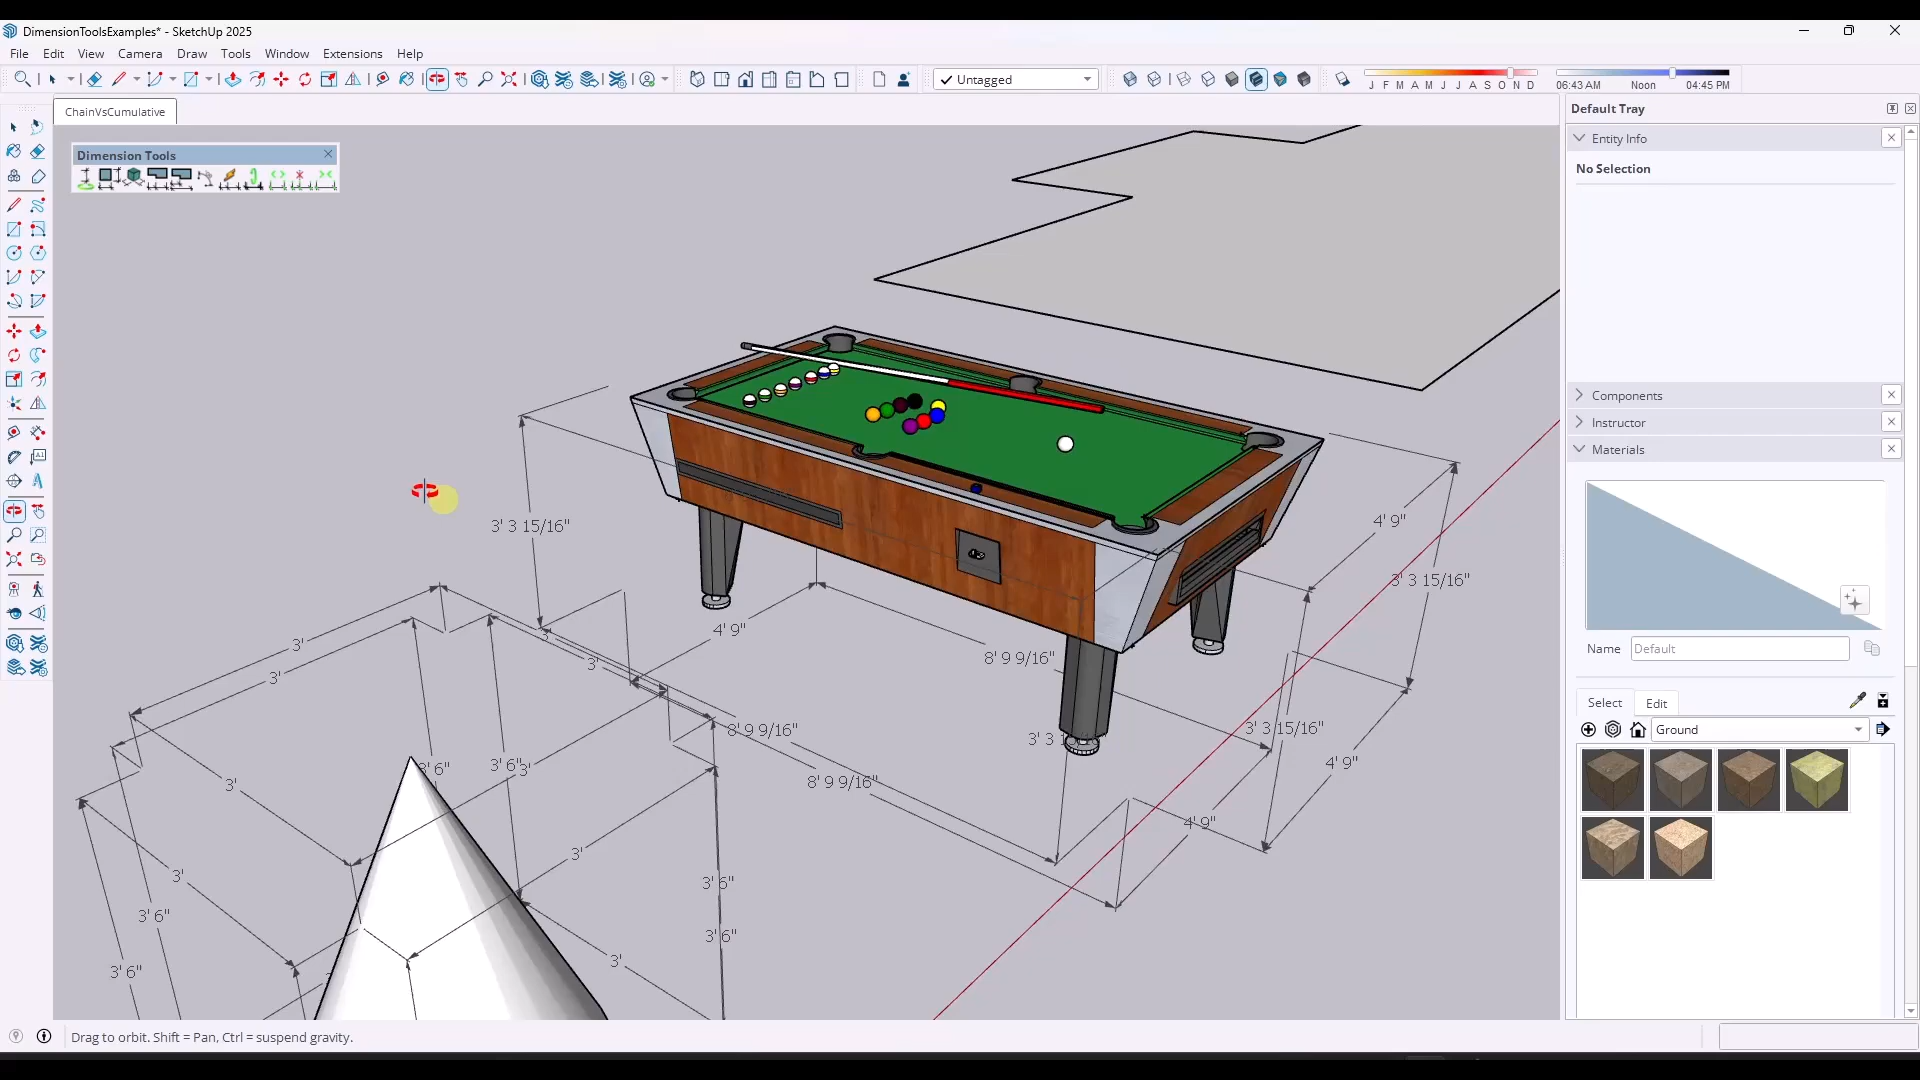 DimensionToolsExamples* - SketchUp 2025
File Edit View Camera Draw Tools Window Extensions Help
Untagged
J F M A M J J A S O N D
06:43 AM Noon 04:45 PM
ChainVsCumulative
Default Tray
Dimension Tools
Entity Info
No Selection
Components
Instructor
Materials
Name Default
Select Edit
Ground
4' 9"
3' 3 15/16"
3' 3 15/16"
4' 9"
3'
3'
3'
3'
8' 9 9/16"
8' 9 9/16"
3' 3 15/16"
3' 3 1
3' 6"
3' 6"
3'
3'
8' 9 9/16"
4' 9"
4' 9"
3'
3'
3' 6"
3' 6"
3' 6"
3' 6"
3'
Drag to orbit. Shift = Pan, Ctrl = suspend gravity.